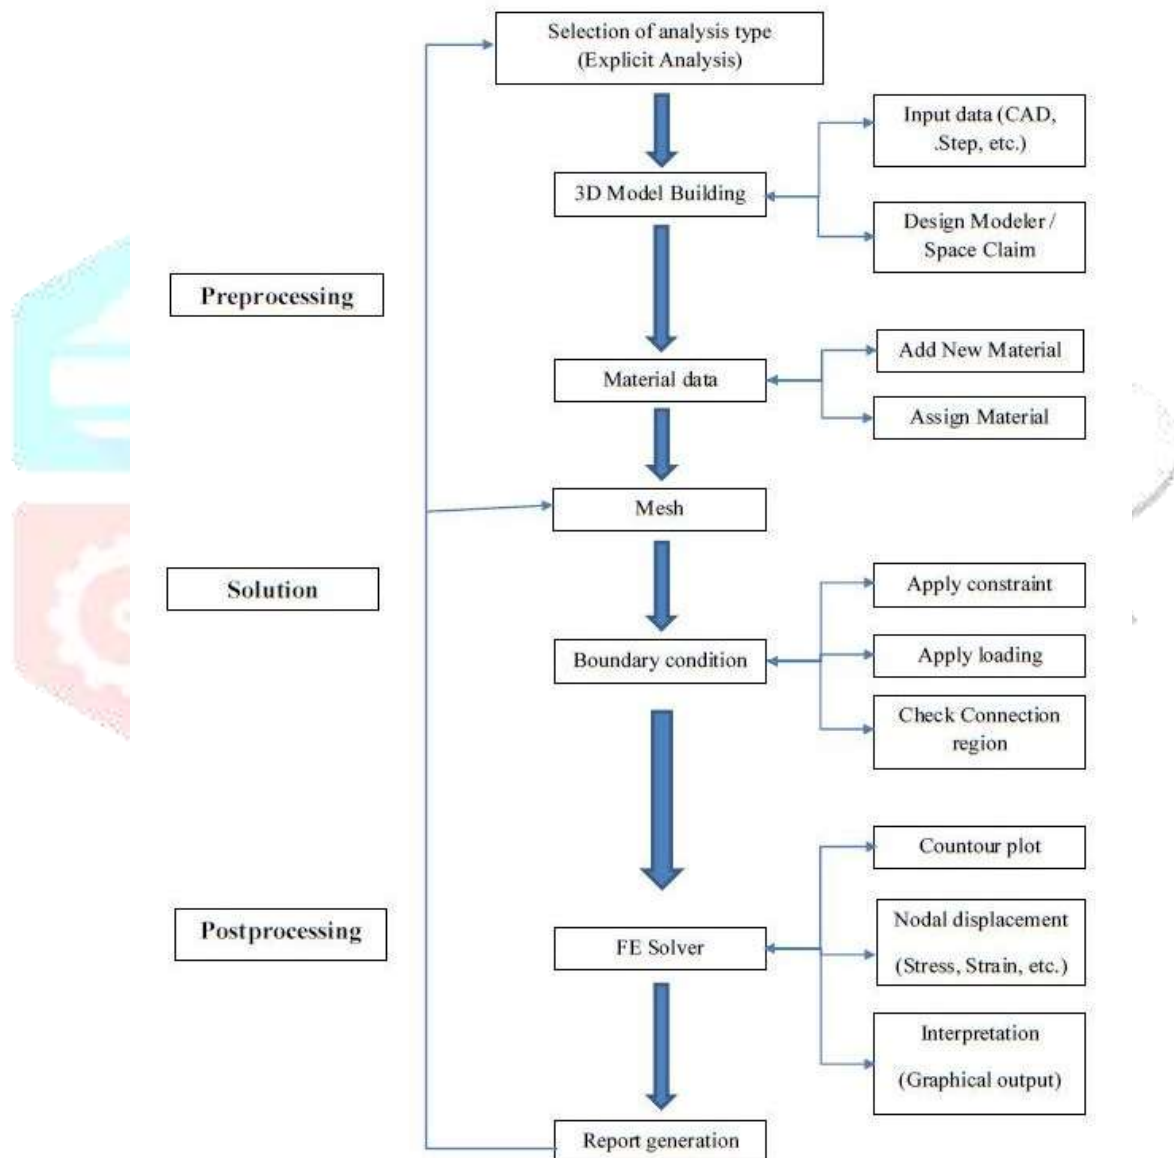 Selection of analysis type
(Explicit Analysis)
Input data (CAD,
.Step, etc.)
3D Model Building
Design Modeler /
Space Claim
Preprocessing
Add New Material
Material data
Assign Material
Mesh
Solution
Apply constraint
Boundary condition
Apply loading
Check Connection
region
Countour plot
Postprocessing
Nodal displacement
(Stress, Strain, etc.)
FE Solver
Interpretation
(Graphical output)
Report generation